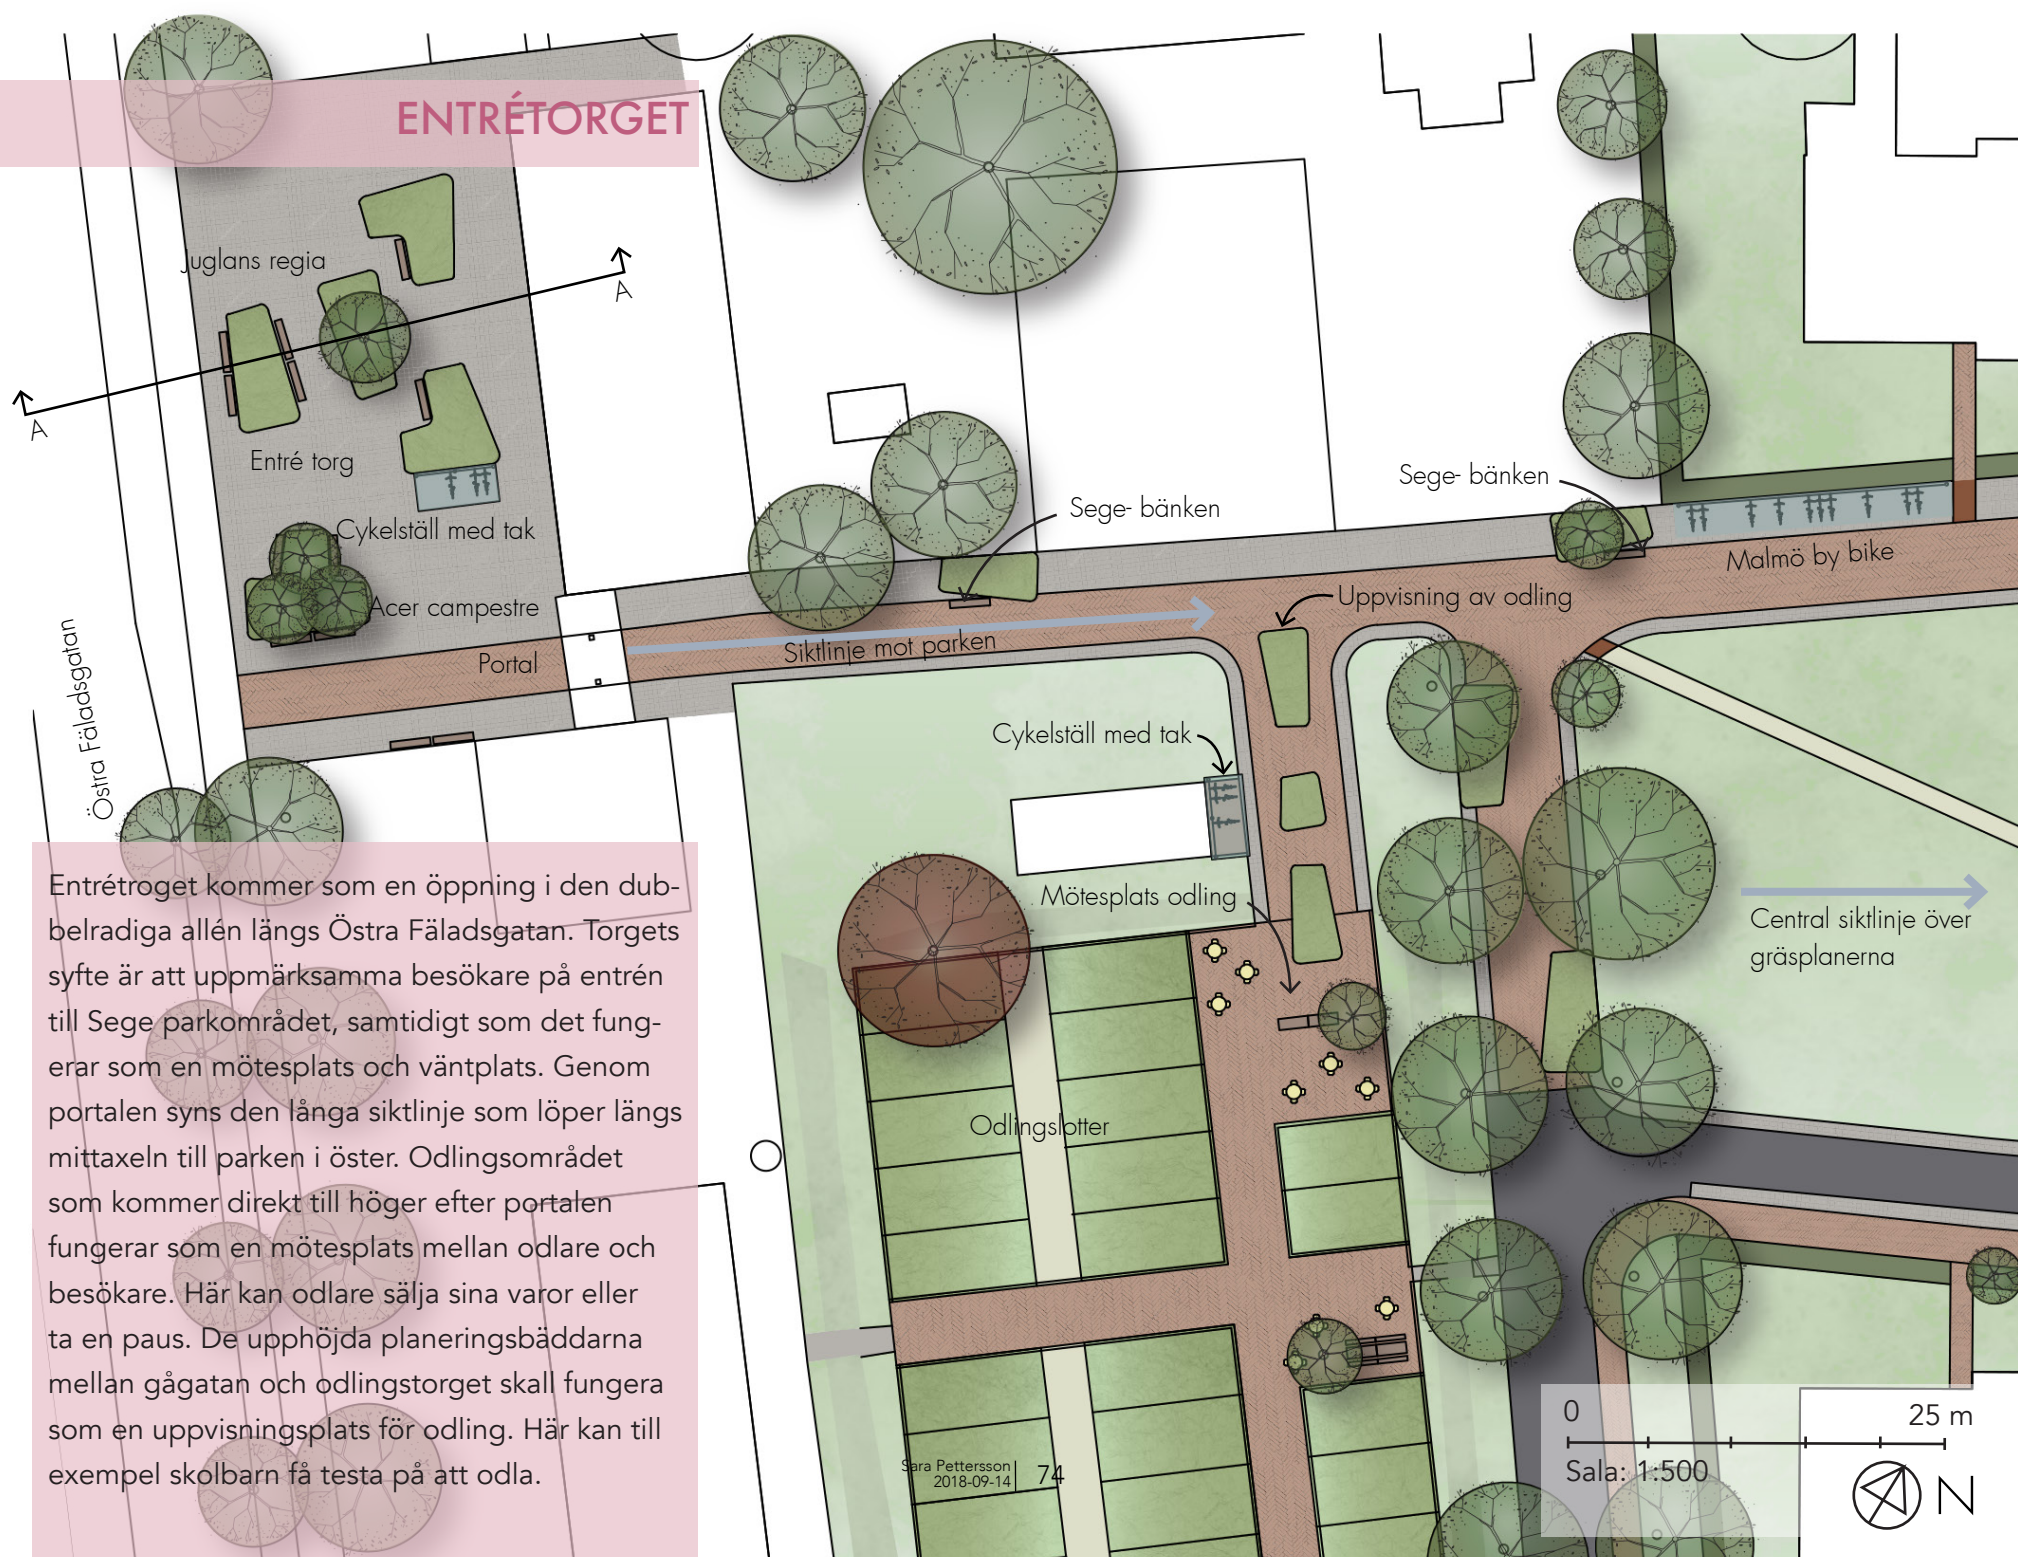 ENTRÉTORGET
Juglans regia
A
A
Entré torg
Cykelställ med tak
Acer campestre
Portal
Östra Fäladsgatan
Siktlinje mot parken
Sege- bänken
Sege- bänken
Malmö by bike
Uppvisning av odling
Cykelställ med tak
Mötesplats odling
Central siktlinje över
gräsplanerna
Odlingslotter
Entrétroget kommer som en öppning i den dub-
belradiga allén längs Östra Fäladsgatan. Torgets
syfte är att uppmärksamma besökare på entrén
till Sege parkområdet, samtidigt som det fung-
erar som en mötesplats och väntplats. Genom
portalen syns den långa siktlinje som löper längs
mittaxeln till parken i öster. Odlingsområdet
som kommer direkt till höger efter portalen
fungerar som en mötesplats mellan odlare och
besökare. Här kan odlare sälja sina varor eller
ta en paus. De upphöjda planeringsbäddarna
mellan gågatan och odlingstorget skall fungera
som en uppvisningsplats för odling. Här kan till
exempel skolbarn få testa på att odla.
Sara Pettersson
2018-09-14
74
0
25 m
Sala: 1:500
N